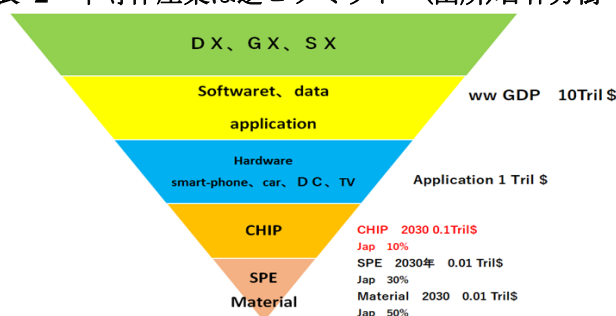 DX、GX、SX
Softwaret、data
application
ww GDP 10Tril $
Hardware
smart-phone、car、DC、TV
Application 1 Tril $
CHIP
CHIP 2030 0.1Tril$
Jap 10%
SPE 2030年 0.01 Tril$
SPE
Jap 30%
Material
Material 2030 0.01 Tril$
Jap 50%